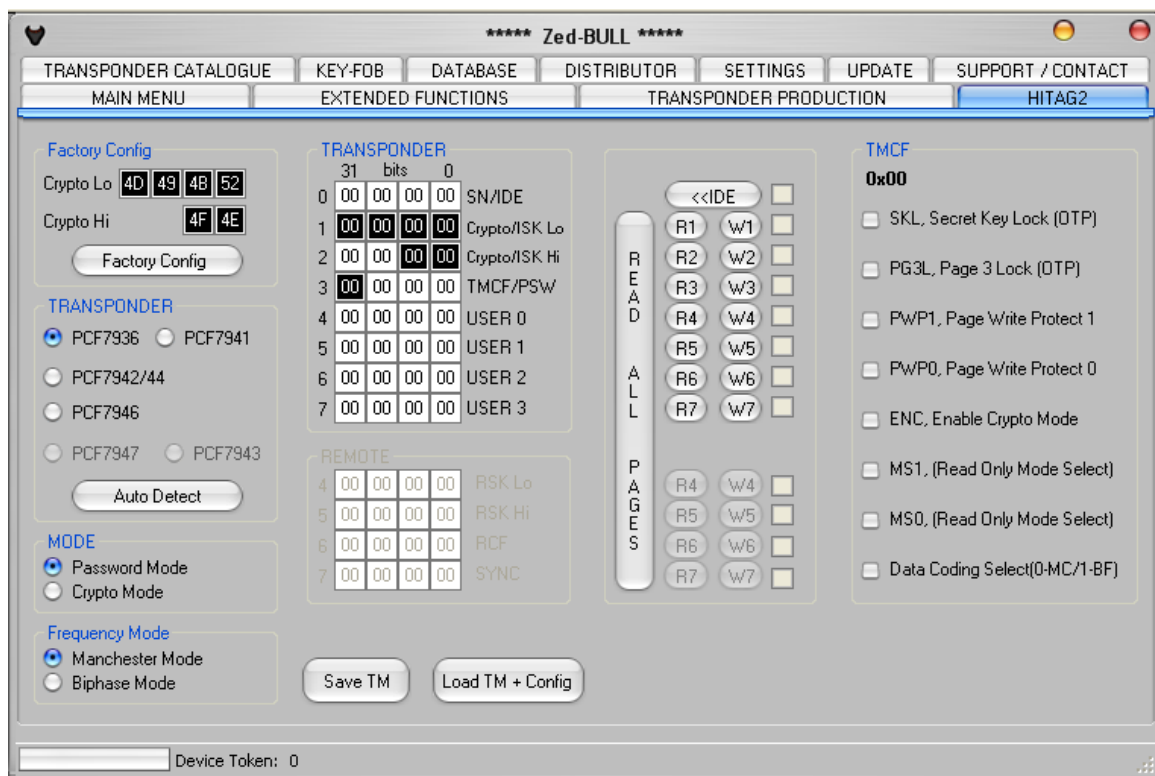 ***** Zed-BULL *****
TRANSPONDER CATALOGUE KEY-FOB DATABASE DISTRIBUTOR SETTINGS UPDATE SUPPORT / CONTACT
MAIN MENU EXTENDED FUNCTIONS TRANSPONDER PRODUCTION HITAG2
Factory Config
Crypto Lo 4D 49 4B 52
Crypto Hi 4F 4E
Factory Config
TRANSPONDER
PCF7936 PCF7941
PCF7942/44
PCF7946
PCF7947 PCF7943
Auto Detect
MODE
Password Mode
Crypto Mode
Frequency Mode
Manchester Mode
Biphase Mode
TRANSPONDER
31 bits 0
0 00 00 00 00 SN/IDE
1 00 00 00 00 Crypto/ISK Lo
2 00 00 00 00 Crypto/ISK Hi
3 00 00 00 00 TMCF/PSW
4 00 00 00 00 USER 0
5 00 00 00 00 USER 1
6 00 00 00 00 USER 2
7 00 00 00 00 USER 3
REMOTE
4 00 00 00 00 RSK Lo
5 00 00 00 00 RSK Hi
6 00 00 00 00 RCF
7 00 00 00 00 SYNC
Save TM Load TM + Config
READ ALL PAGES
<<IDE
R1 W1
R2 W2
R3 W3
R4 W4
R5 W5
R6 W6
R7 W7
R4 W4
R5 W5
R6 W6
R7 W7
TMCF
0x00
SKL, Secret Key Lock (OTP)
PG3L, Page 3 Lock (OTP)
PWP1, Page Write Protect 1
PWP0, Page Write Protect 0
ENC, Enable Crypto Mode
MS1, (Read Only Mode Select)
MS0, (Read Only Mode Select)
Data Coding Select(0-MC/1-BF)
Device Token: 0